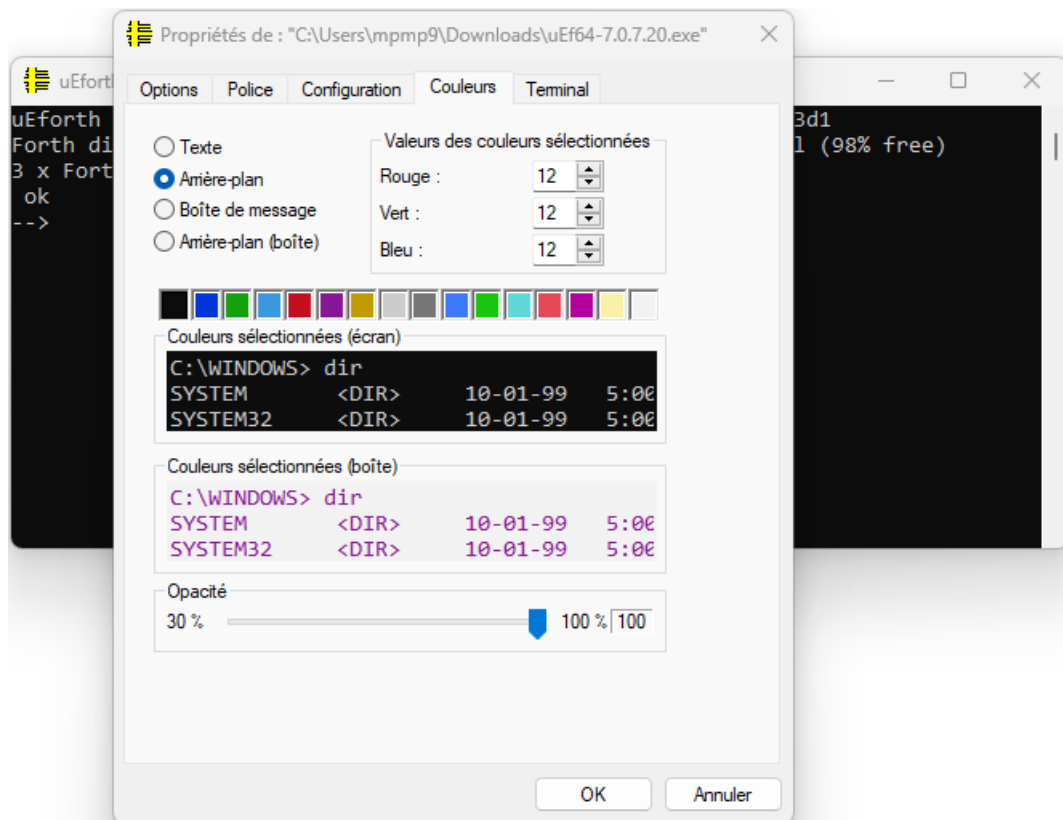 Propriétés de : "C:\Users\mpmp9\Downloads\uEf64-7.0.7.20.exe"
uEfort
Options Police Configuration Couleurs Terminal
uEforth 3d1
Forth di l (98% free)
3 x Fort
ok
-->
Texte
Arrière-plan
Boîte de message
Arrière-plan (boîte)
Valeurs des couleurs sélectionnées
Rouge : 12
Vert : 12
Bleu : 12
Couleurs sélectionnées (écran)
C:\WINDOWS> dir
SYSTEM <DIR> 10-01-99 5:00
SYSTEM32 <DIR> 10-01-99 5:00
Couleurs sélectionnées (boîte)
C:\WINDOWS> dir
SYSTEM <DIR> 10-01-99 5:00
SYSTEM32 <DIR> 10-01-99 5:00
Opacité
30 % 100 % 100
OK Annuler